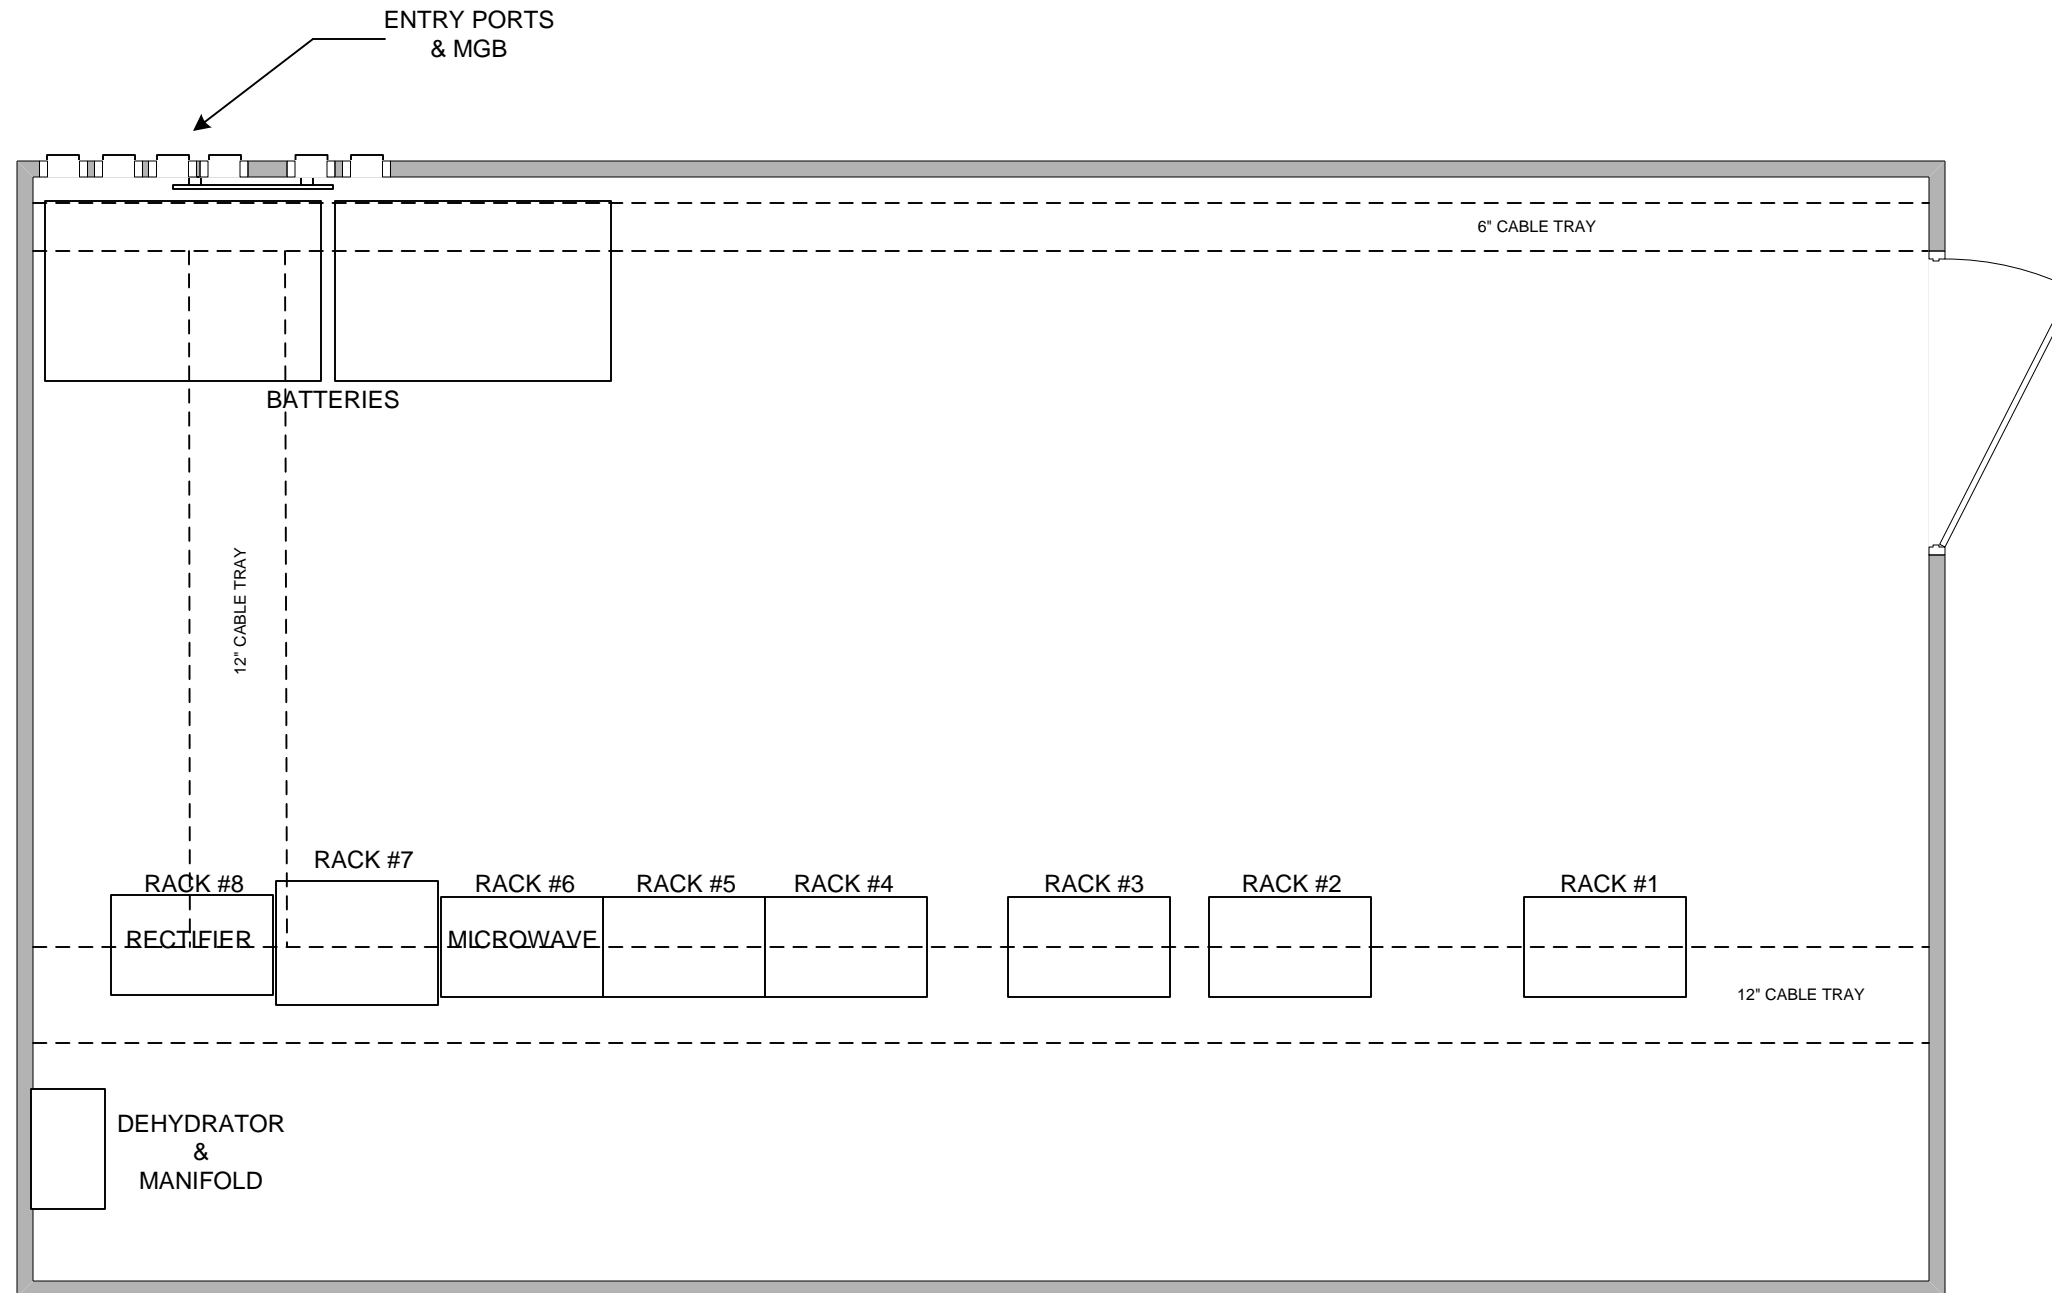 ENTRY PORTS
& MGB
6" CABLE TRAY
BATTERIES
12" CABLE TRAY
RACK #7
RACK #8
RACK #6
RACK #5
RACK #4
RACK #3
RACK #2
RACK #1
RECTIFIER
MICROWAVE
12" CABLE TRAY
DEHYDRATOR
&
MANIFOLD